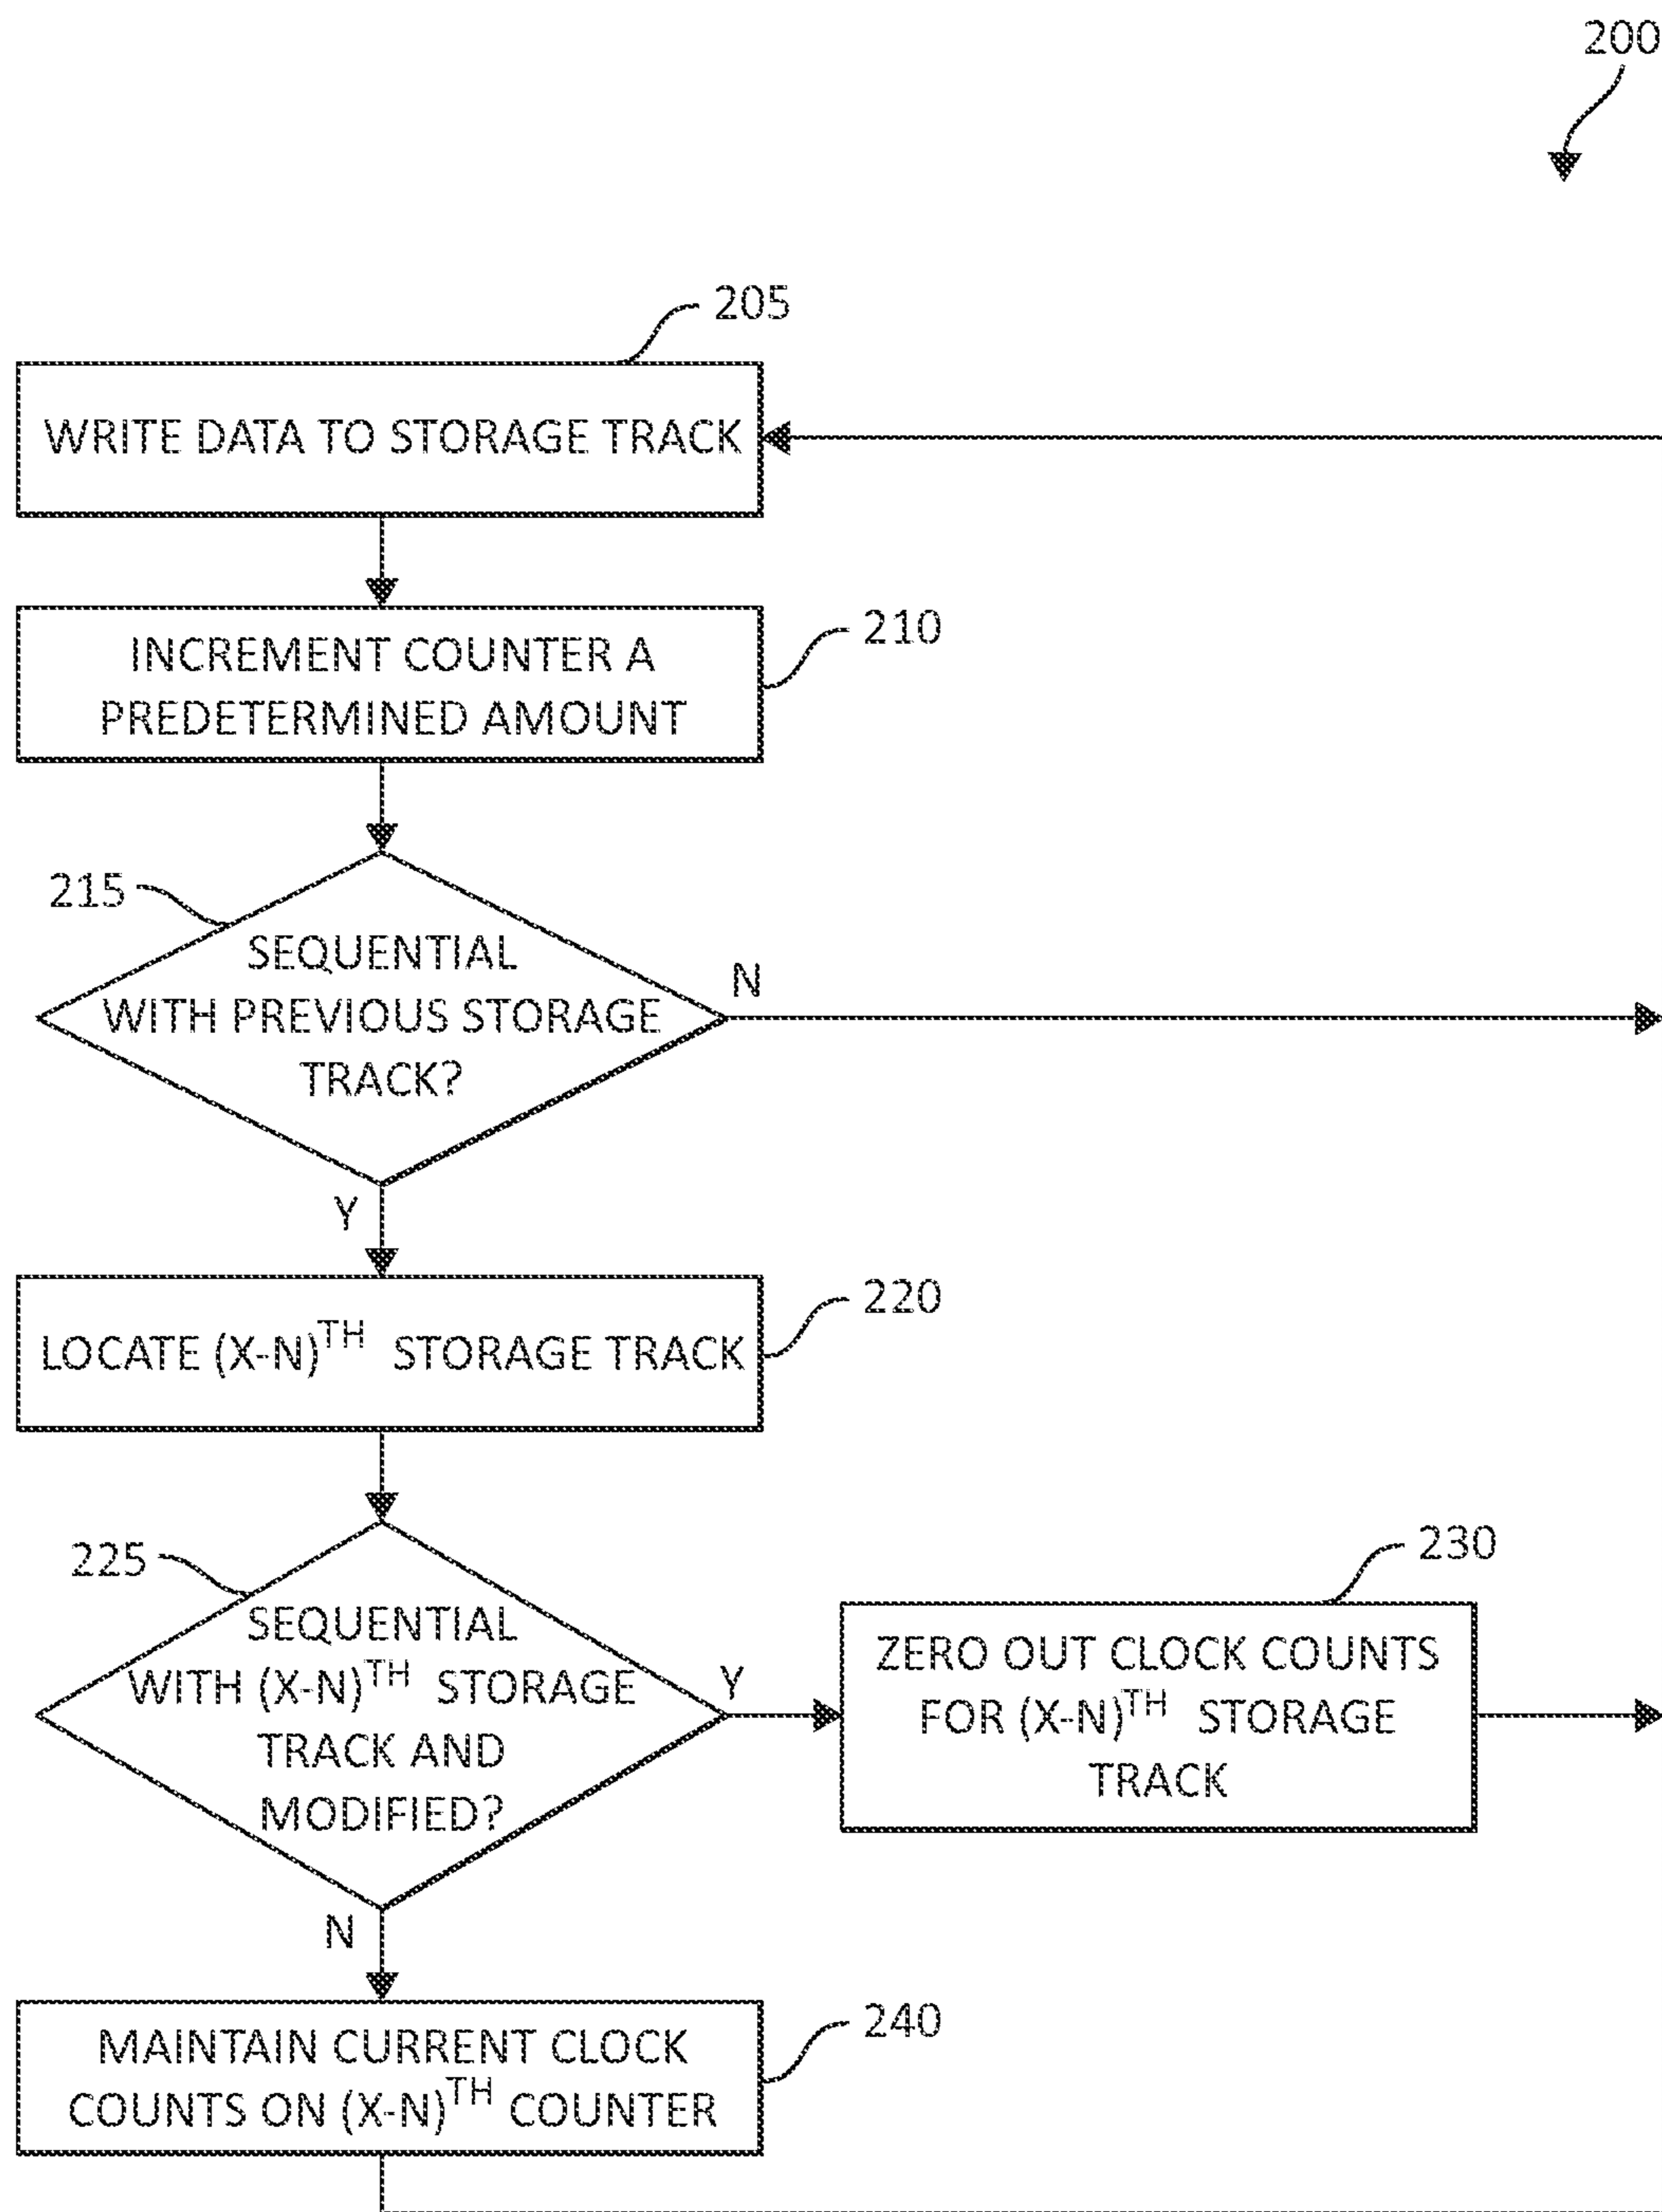 200
205
WRITE DATA TO STORAGE TRACK
210
INCREMENT COUNTER A
PREDETERMINED AMOUNT
215
SEQUENTIAL
WITH PREVIOUS STORAGE
TRACK?
N
Y
220
LOCATE (X-N)TH STORAGE TRACK
225
SEQUENTIAL
WITH (X-N)TH STORAGE
TRACK AND
MODIFIED?
Y
230
ZERO OUT CLOCK COUNTS
FOR (X-N)TH STORAGE
TRACK
N
240
MAINTAIN CURRENT CLOCK
COUNTS ON (X-N)TH COUNTER